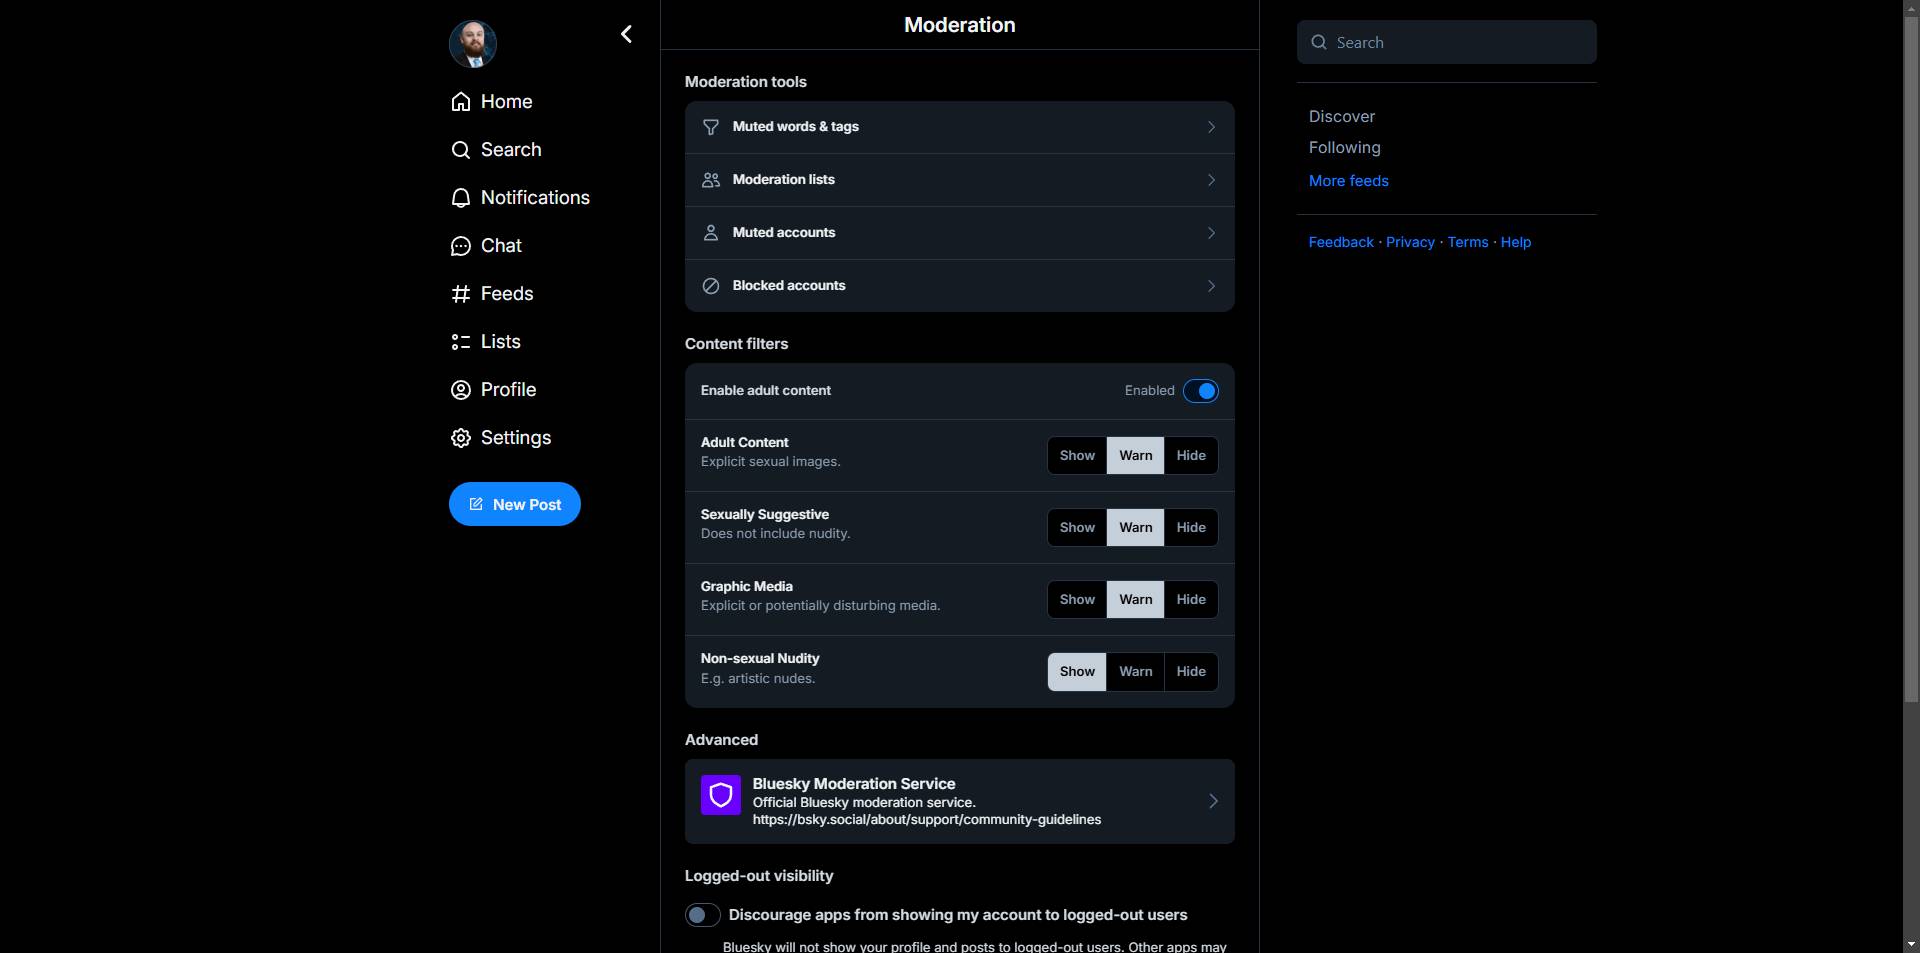 Home
Search
Notifications
Chat
Feeds
Lists
Profile
Settings
New Post
Moderation
Moderation tools
Muted words & tags
Moderation lists
Muted accounts
Blocked accounts
Content filters
Enable adult content Enabled
Adult Content
Explicit sexual images.
Show Warn Hide
Sexually Suggestive
Does not include nudity.
Show Warn Hide
Graphic Media
Explicit or potentially disturbing media.
Show Warn Hide
Non-sexual Nudity
E.g. artistic nudes.
Show Warn Hide
Advanced
Bluesky Moderation Service
Official Bluesky moderation service.
https://bsky.social/about/support/community-guidelines
Logged-out visibility
Discourage apps from showing my account to logged-out users
Bluesky will not show your profile and posts to logged-out users. Other apps may
Search
Discover
Following
More feeds
Feedback · Privacy · Terms · Help